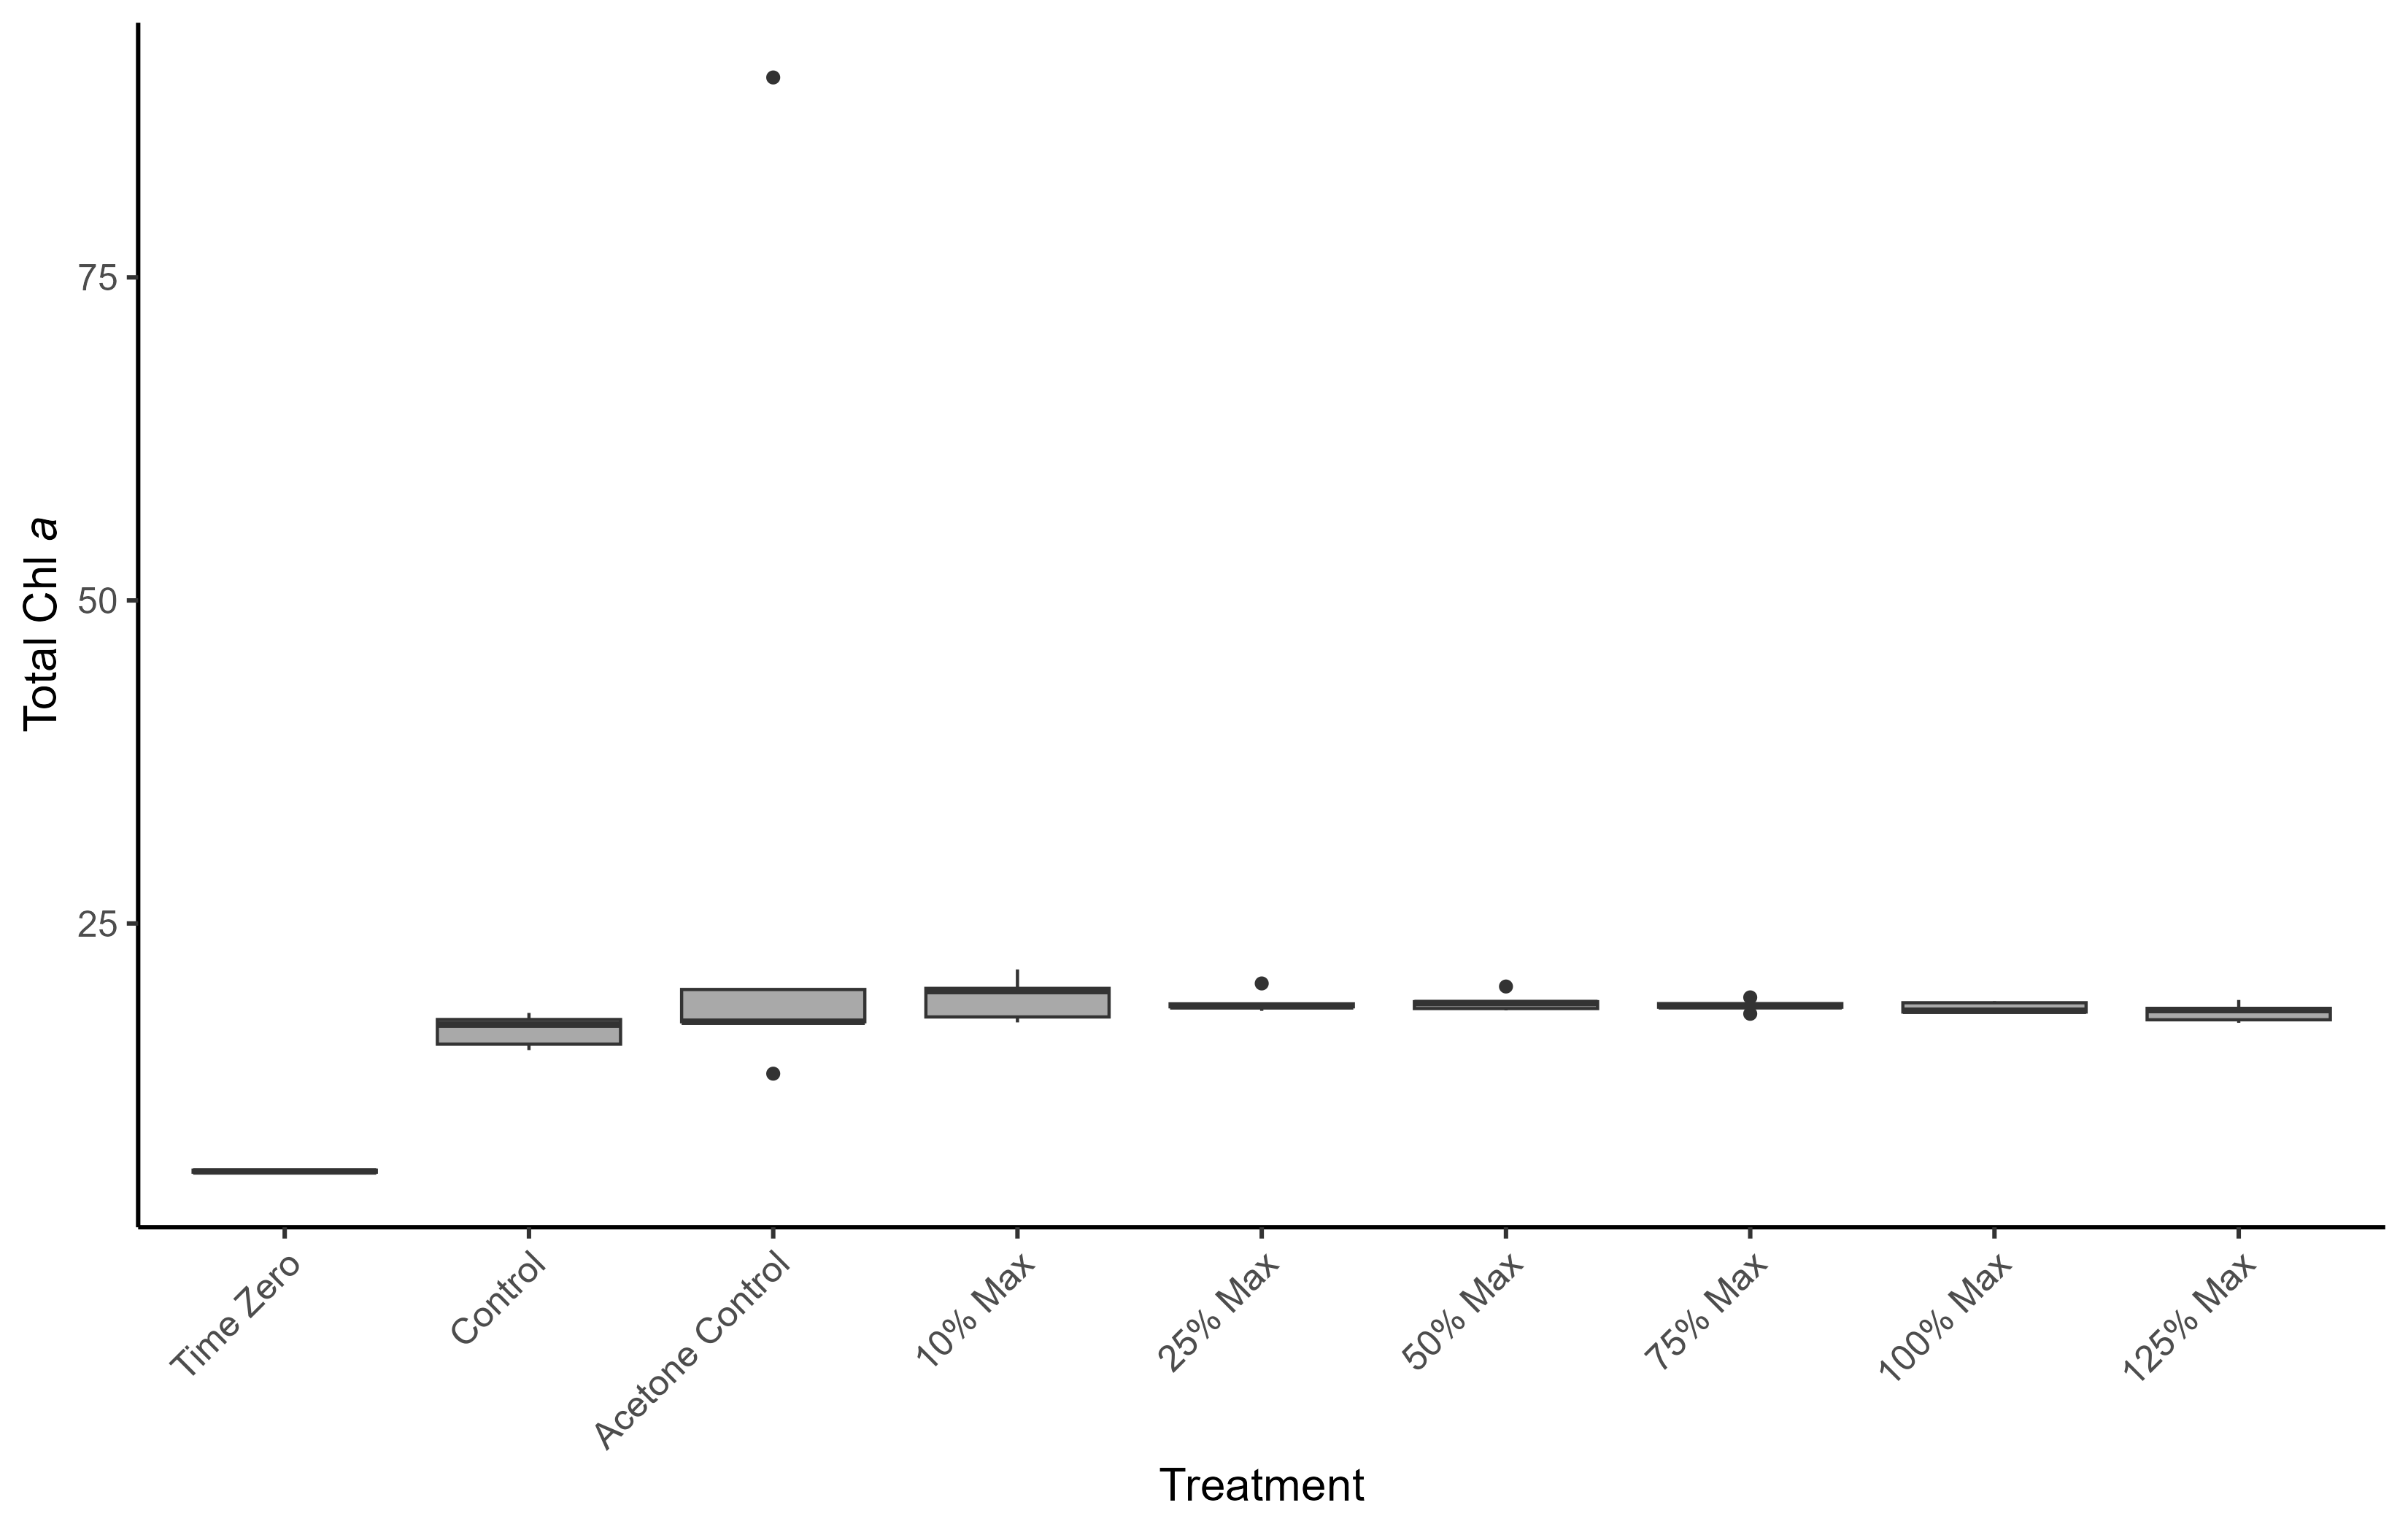 Total Chl a
75
50
25
Time Zero
Control
Acetone Control
10% Max
25% Max
50% Max
75% Max
100% Max
125% Max
Treatment